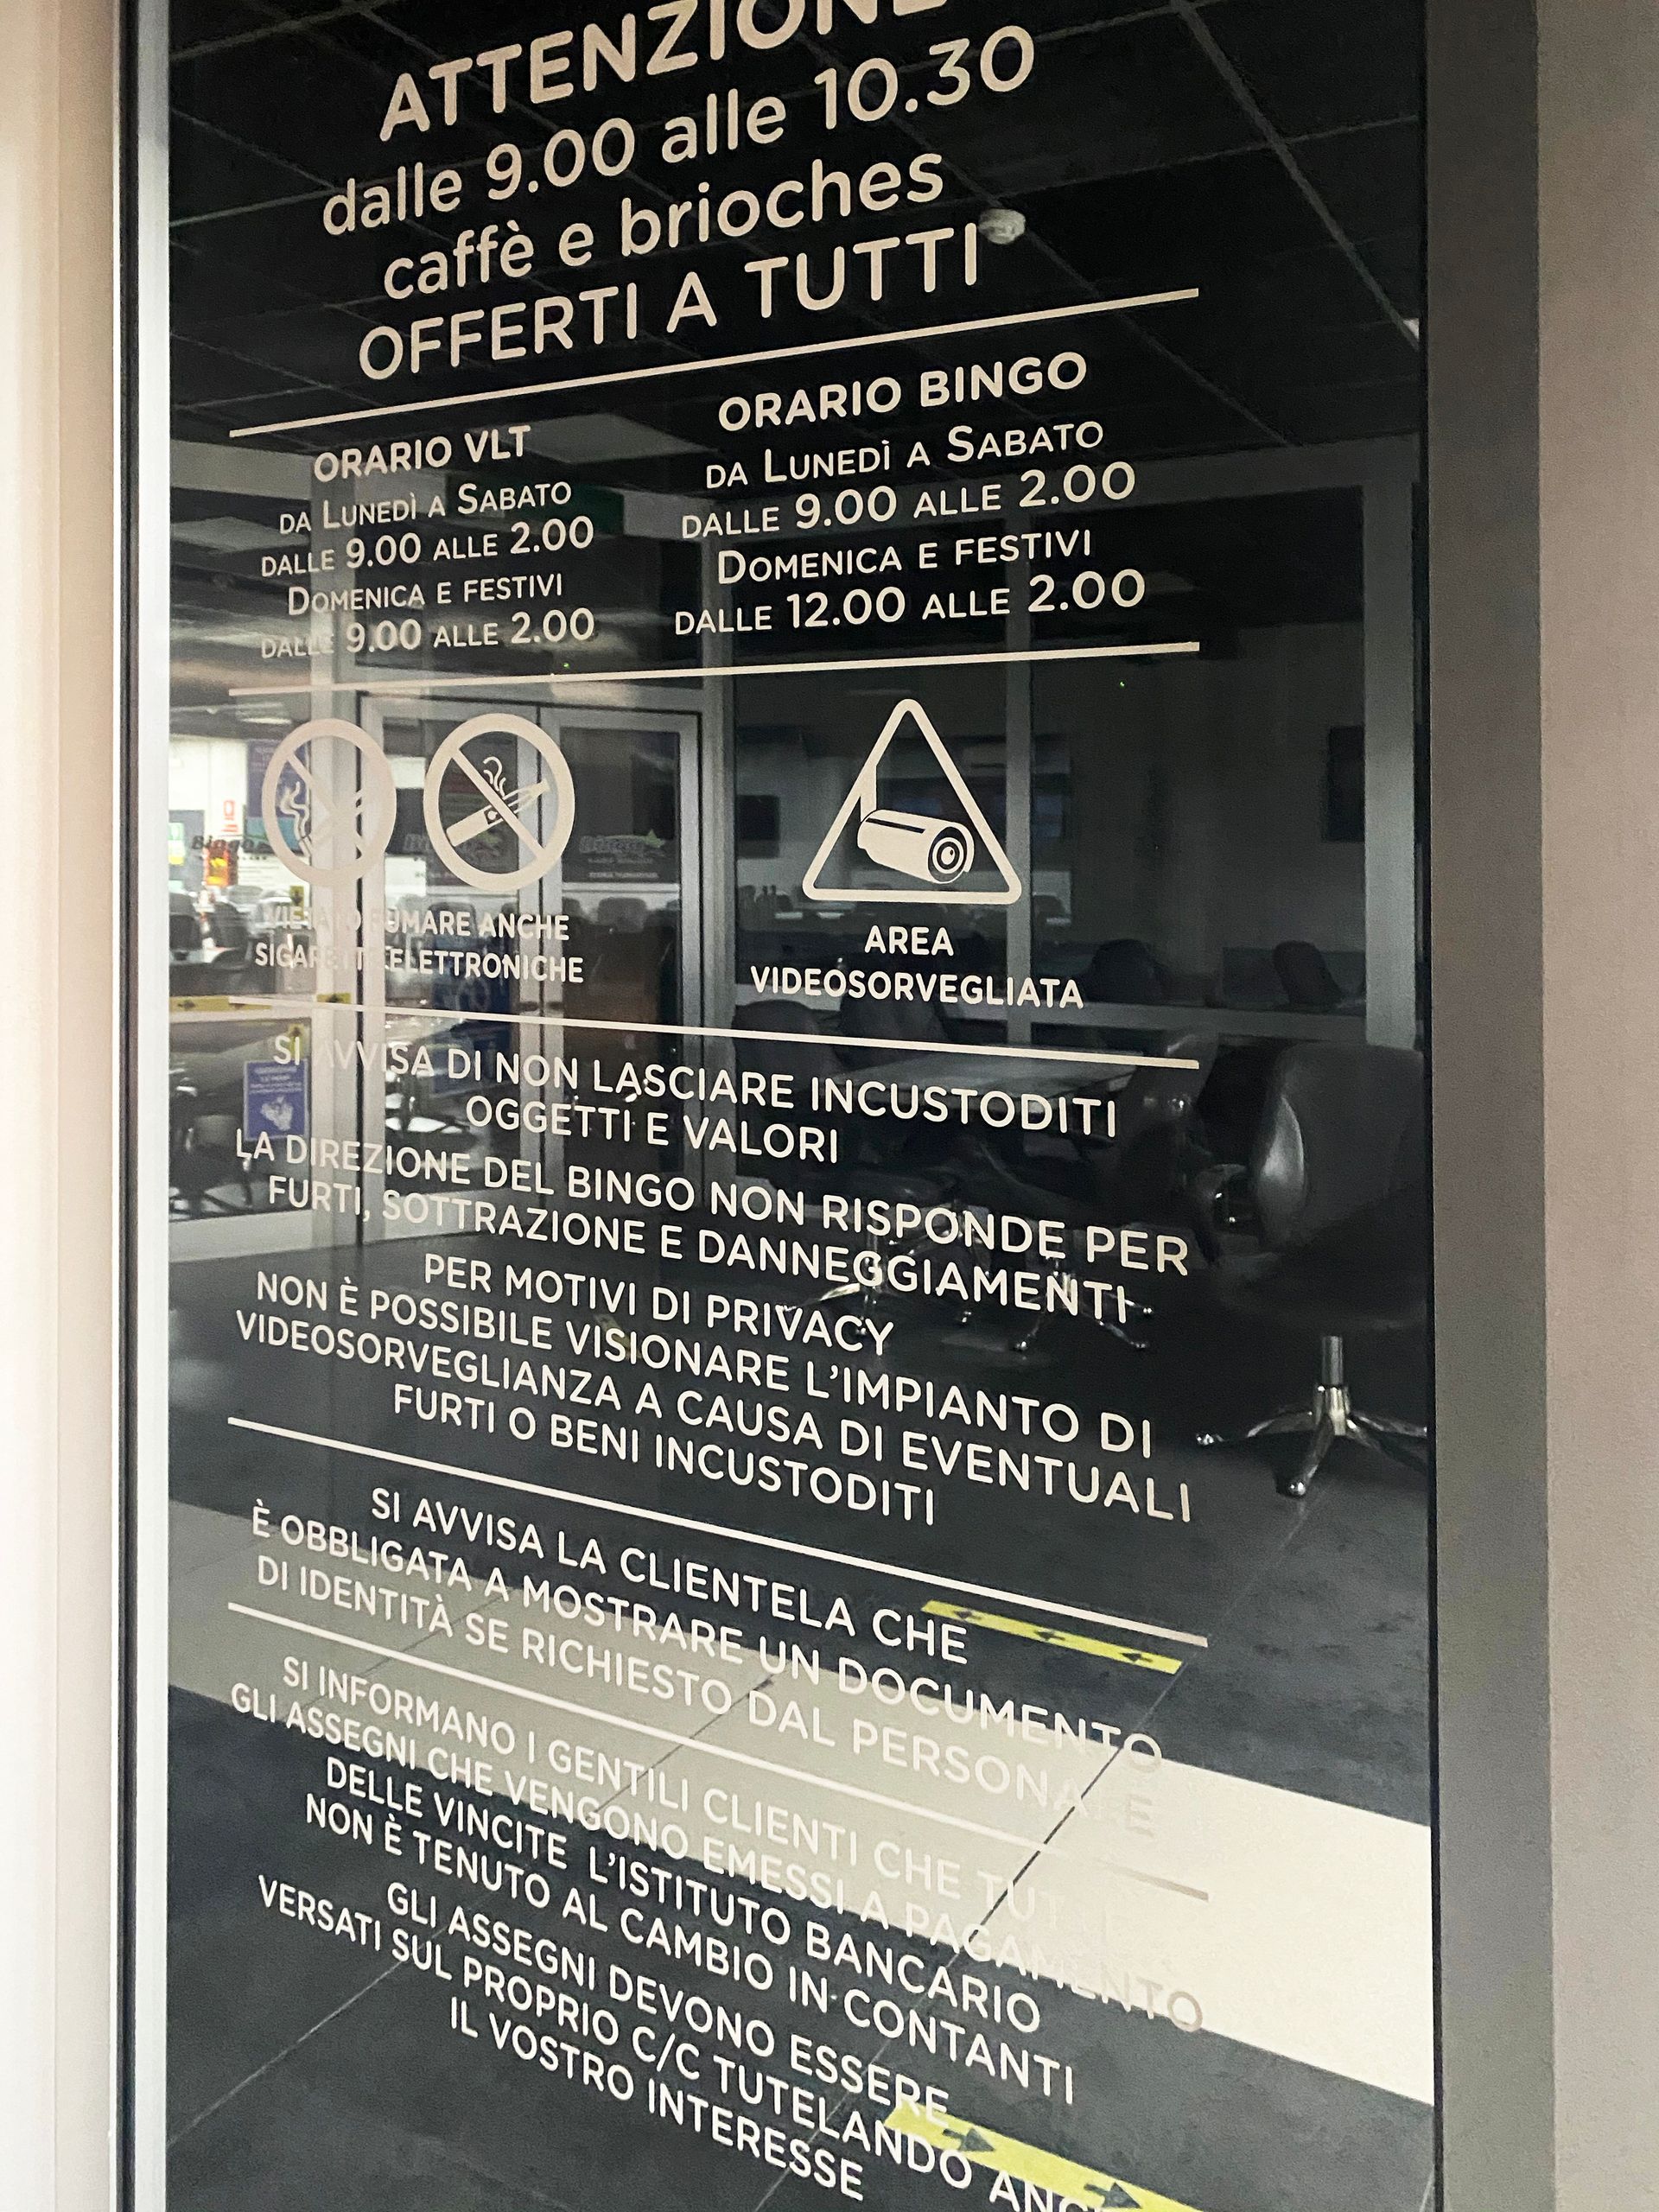 ATTENZIONE
dalle 9.00 alle 10.30
caffè e brioches
OFFERTI A TUTTI
ORARIO VLT
DA LUNEDÌ A SABATO
DALLE 9.00 ALLE 2.00
DOMENICA E FESTIVI
DALLE 9.00 ALLE 2.00
ORARIO BINGO
DA LUNEDÌ A SABATO
DALLE 9.00 ALLE 2.00
DOMENICA E FESTIVI
DALLE 12.00 ALLE 2.00
VIETATO FUMARE ANCHE
SIGARETTE ELETTRONICHE
AREA
VIDEOSORVEGLIATA
SI AVVISA DI NON LASCIARE INCUSTODITI
OGGETTI E VALORI
LA DIREZIONE DEL BINGO NON RISPONDE PER
FURTI, SOTTRAZIONE E DANNEGGIAMENTI
PER MOTIVI DI PRIVACY
NON È POSSIBILE VISIONARE L'IMPIANTO DI
VIDEOSORVEGLIANZA A CAUSA DI EVENTUALI
FURTI O BENI INCUSTODITI
SI AVVISA LA CLIENTELA CHE
È OBBLIGATA A MOSTRARE UN DOCUMENTO
DI IDENTITÀ SE RICHIESTO DAL PERSONALE
SI INFORMANO I GENTILI CLIENTI CHE
GLI ASSEGNI CHE VENGONO EMESSI A PAGAMENTO
DELLE VINCITE L'ISTITUTO BANCARIO
NON È TENUTO AL CAMBIO IN CONTANTI
GLI ASSEGNI DEVONO ESSERE
VERSATI SUL PROPRIO C/C TUTELANDO
IL VOSTRO INTERESSE